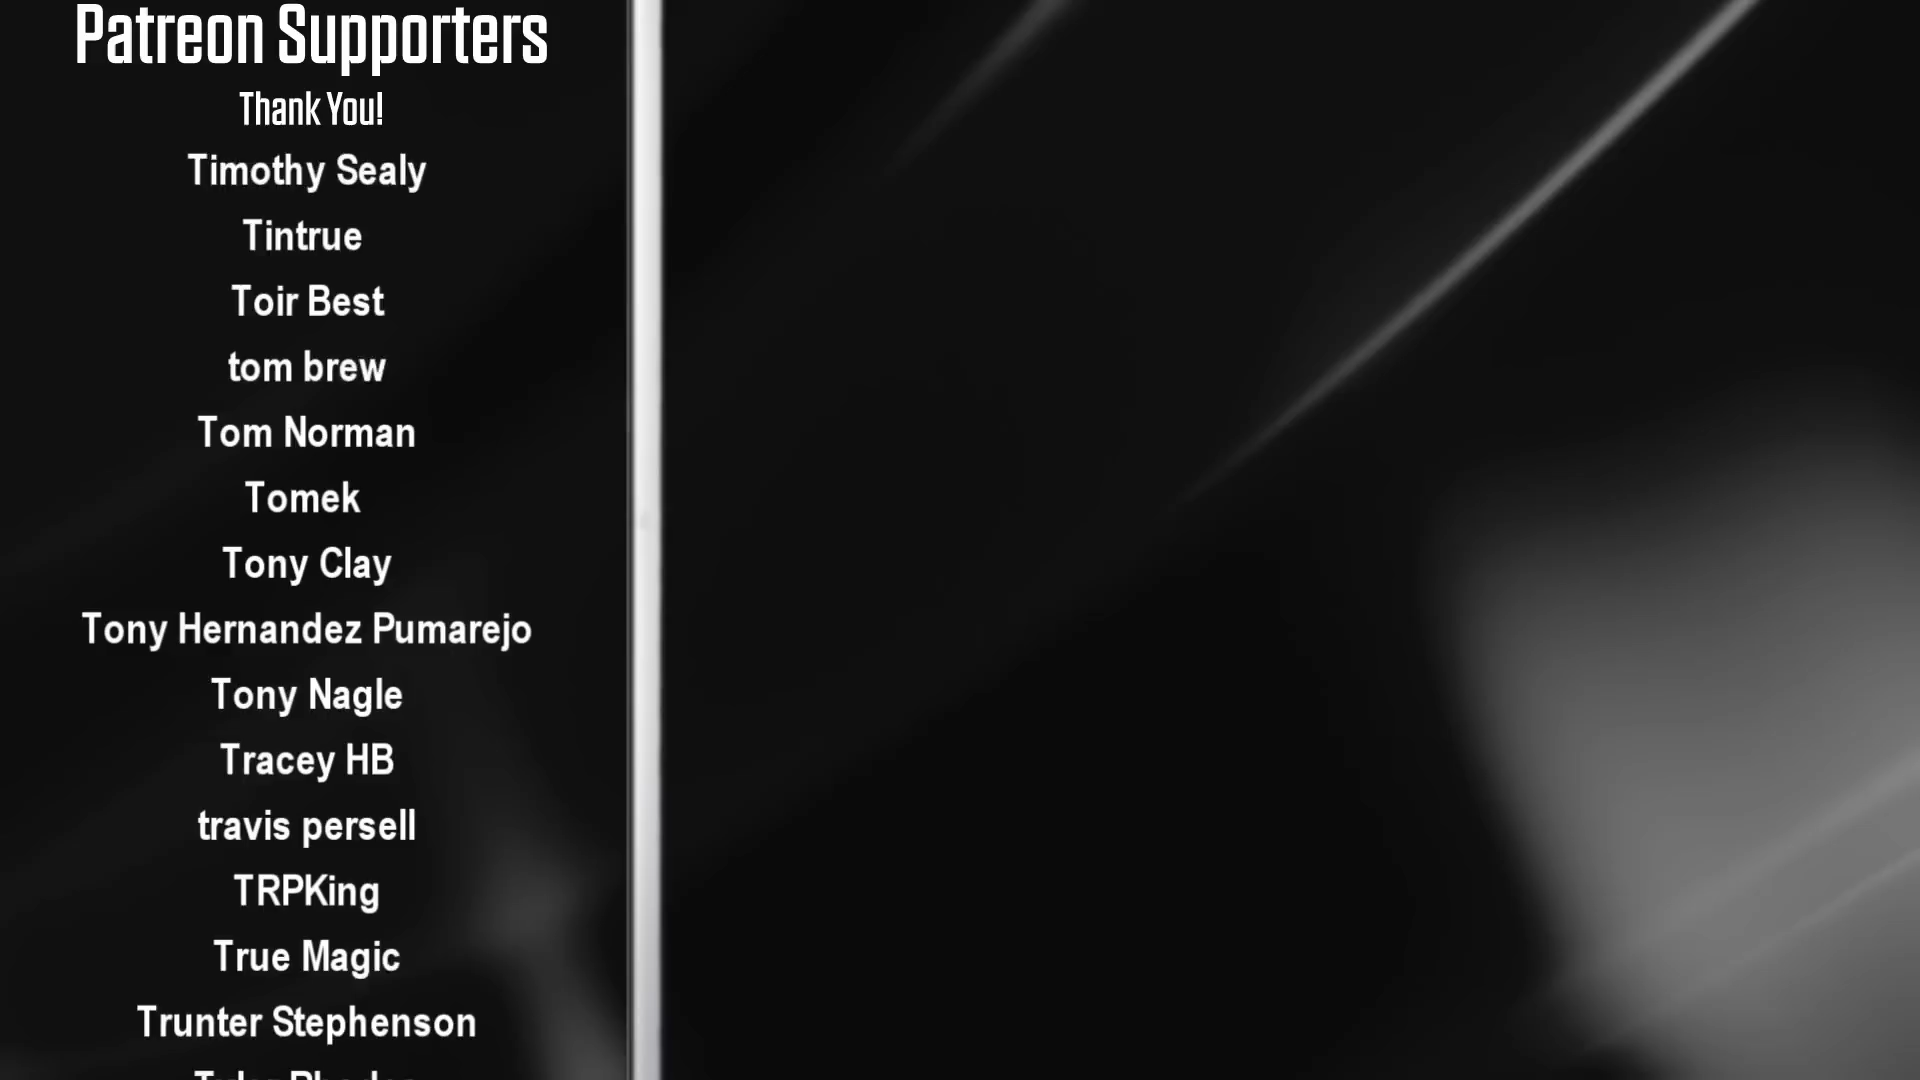 Patreon Supporters
Thank You!
Timothy Sealy
Tintrue
Toir Best
tom brew
Tom Norman
Tomek
Tony Clay
Tony Hernandez Pumarejo
Tony Nagle
Tracey HB
travis persell
TRPKing
True Magic
Trunter Stephenson